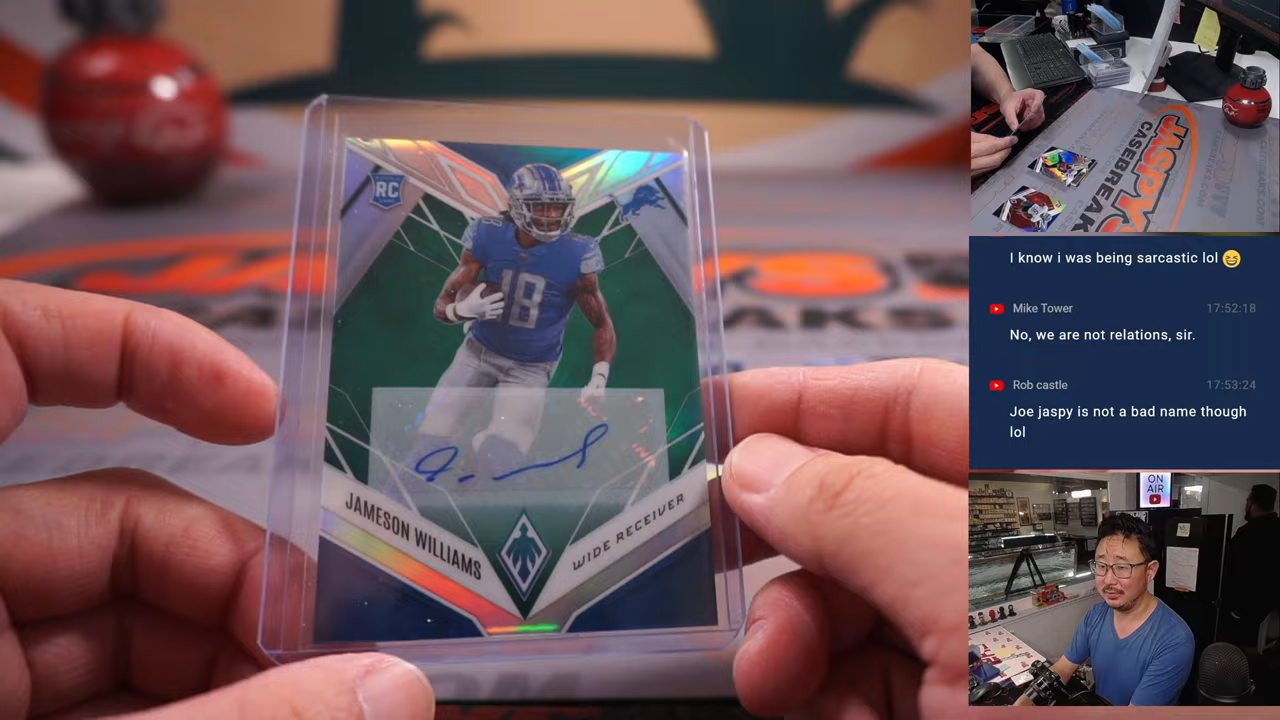 RC
18
18
JAMESON WILLIAMS
WIDE RECEIVER
JASPY'S
CASEBREAKS
I know i was being sarcastic lol 😆
Mike Tower 17:52:18
No, we are not relations, sir.
Rob castle 17:53:24
Joe jaspy is not a bad name though
lol
ON
AIR